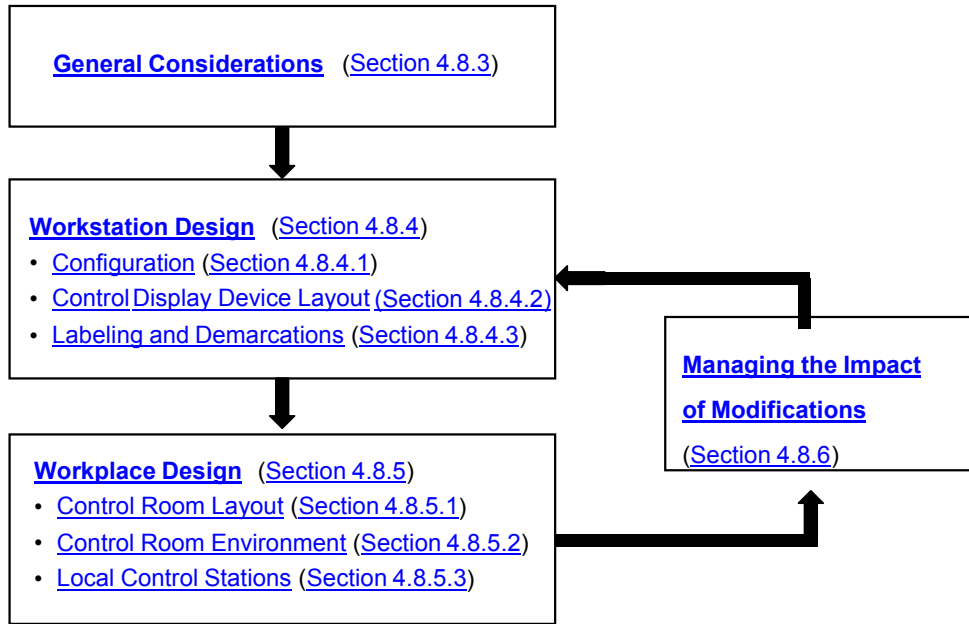 General Considerations (Section 4.8.3)
Workstation Design (Section 4.8.4)
• Configuration (Section 4.8.4.1)
• Control Display Device Layout (Section 4.8.4.2)
• Labeling and Demarcations (Section 4.8.4.3)
Managing the Impact
of Modifications
(Section 4.8.6)
Workplace Design (Section 4.8.5)
• Control Room Layout (Section 4.8.5.1)
• Control Room Environment (Section 4.8.5.2)
• Local Control Stations (Section 4.8.5.3)